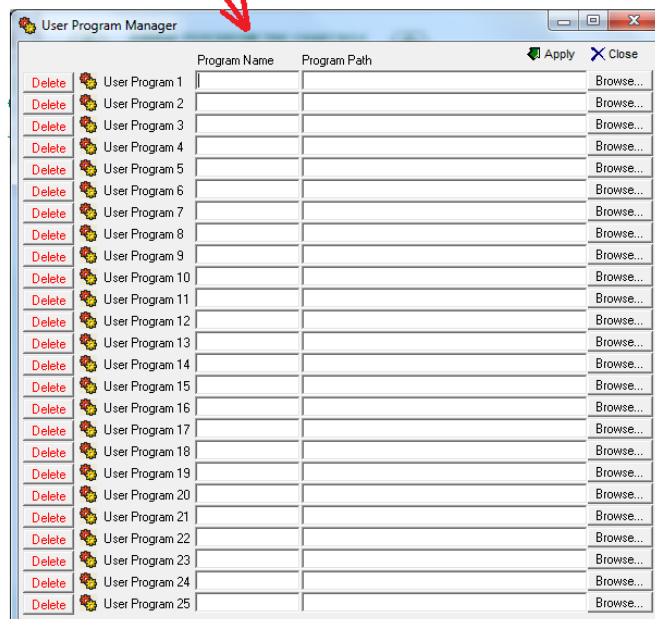 User Program Manager
Program Name Program Path Apply Close
Delete User Program 1 Browse...
Delete User Program 2 Browse...
Delete User Program 3 Browse...
Delete User Program 4 Browse...
Delete User Program 5 Browse...
Delete User Program 6 Browse...
Delete User Program 7 Browse...
Delete User Program 8 Browse...
Delete User Program 9 Browse...
Delete User Program 10 Browse...
Delete User Program 11 Browse...
Delete User Program 12 Browse...
Delete User Program 13 Browse...
Delete User Program 14 Browse...
Delete User Program 15 Browse...
Delete User Program 16 Browse...
Delete User Program 17 Browse...
Delete User Program 18 Browse...
Delete User Program 19 Browse...
Delete User Program 20 Browse...
Delete User Program 21 Browse...
Delete User Program 22 Browse...
Delete User Program 23 Browse...
Delete User Program 24 Browse...
Delete User Program 25 Browse...